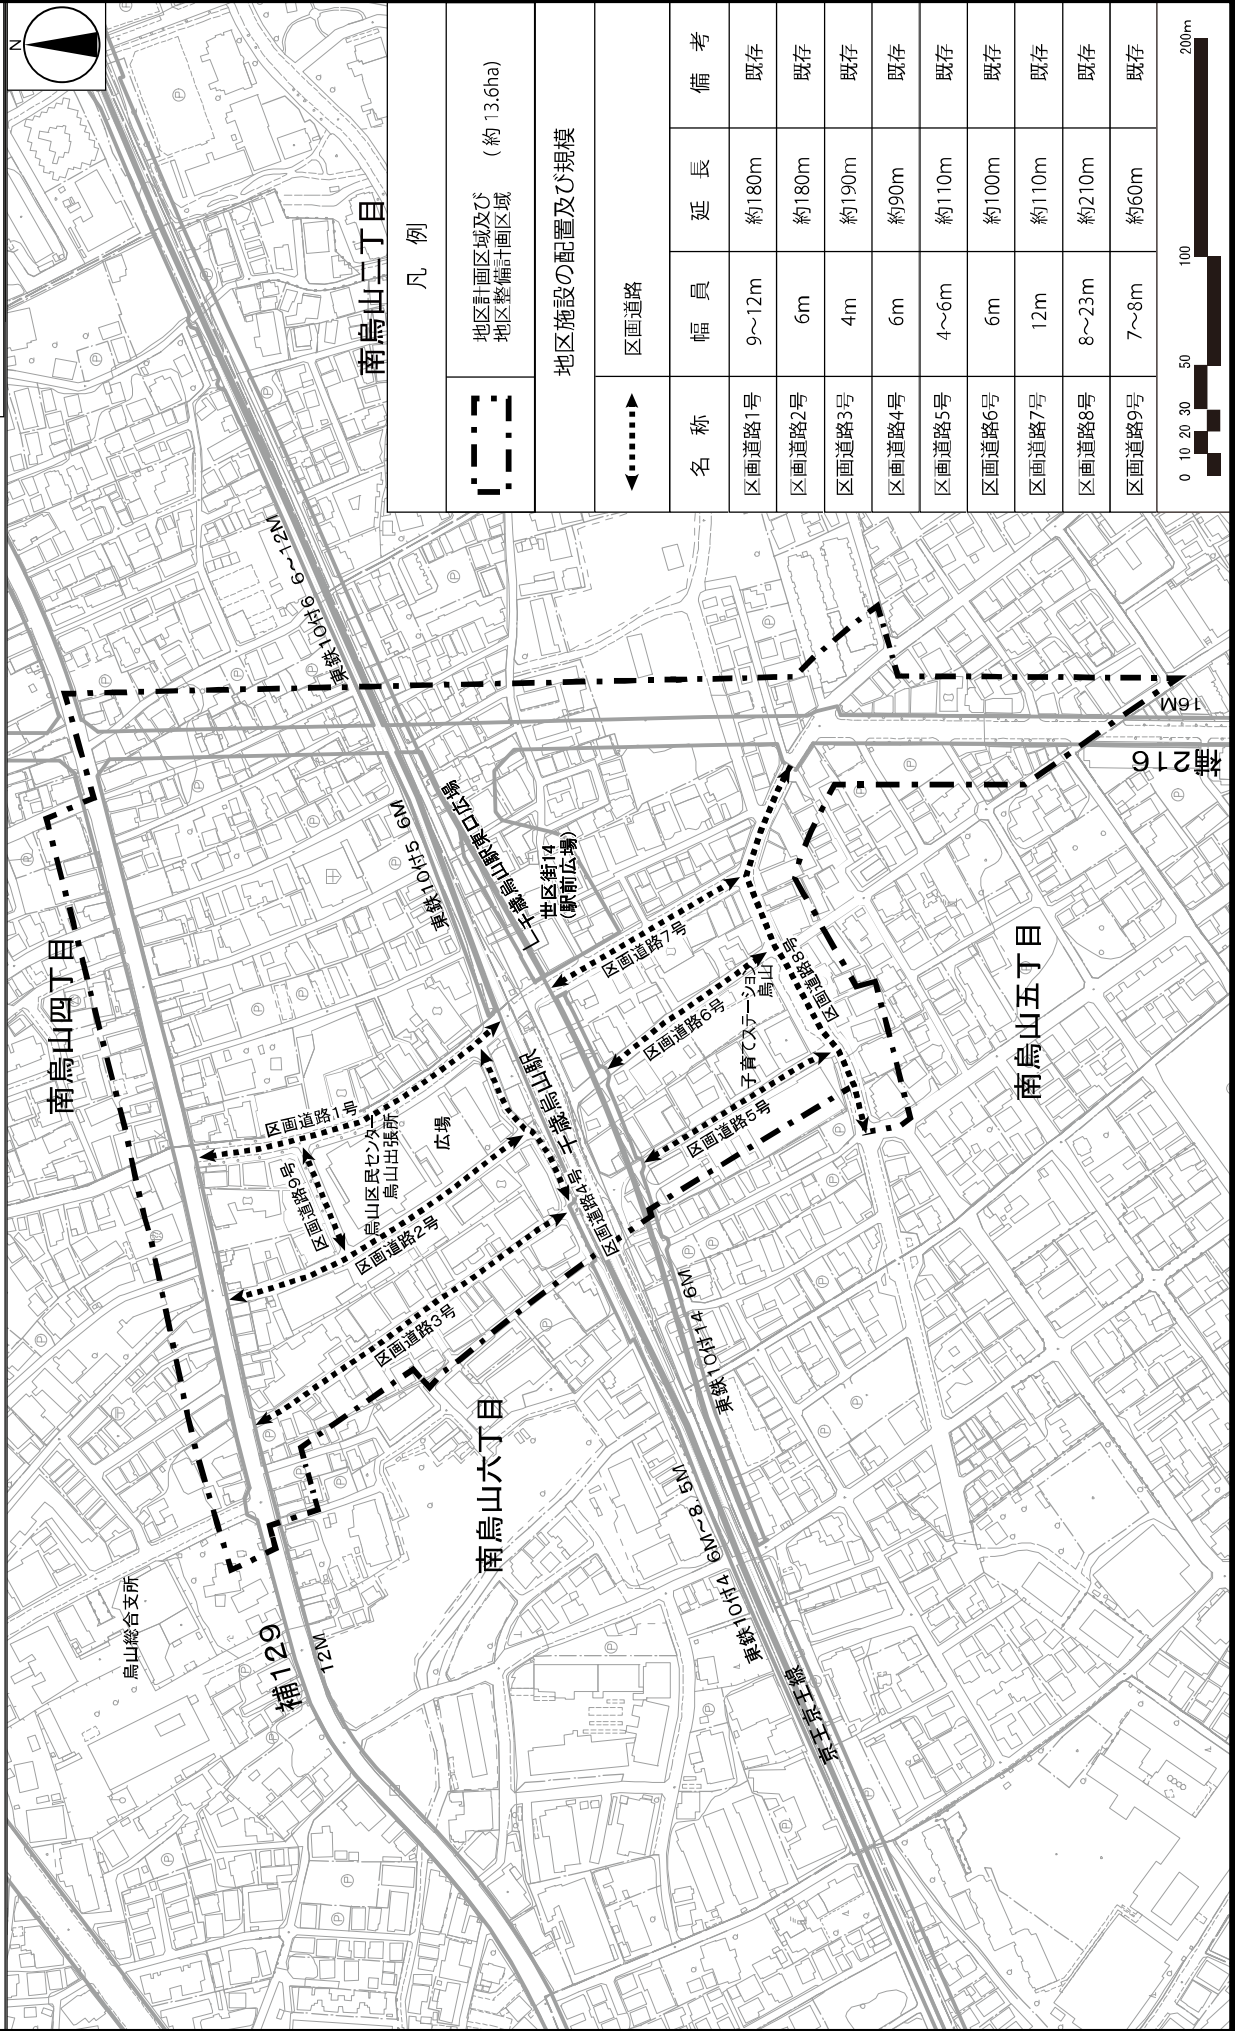 N
南烏山四丁目
南烏山三丁目
南烏山六丁目
南烏山五丁目
烏山総合支所
補129
12M
補216
16M
東鉄10付6 6～12M
東鉄10付5 6M
東鉄10付4 6M～8.5M
東鉄10付14 6M
京王京王線
千歳烏山駅
千歳烏山駅東口広場
世区街14
(駅前広場)
烏山区民センター
烏山出張所
広場
子育てステーション
烏山
区画道路1号
区画道路9号
区画道路2号
区画道路3号
区画道路4号
区画道路5号
区画道路6号
区画道路7号
区画道路8号
凡 例
地区計画区域及び
地区整備計画区域
(約 13.6ha)
地区施設の配置及び規模
区画道路
名 称 幅 員 延 長 備 考
区画道路1号 9～12m 約180m 既存
区画道路2号 6m 約180m 既存
区画道路3号 4m 約190m 既存
区画道路4号 6m 約90m 既存
区画道路5号 4～6m 約110m 既存
区画道路6号 6m 約100m 既存
区画道路7号 12m 約110m 既存
区画道路8号 8～23m 約210m 既存
区画道路9号 7～8m 約60m 既存
0 10 20 30 50 100 200m